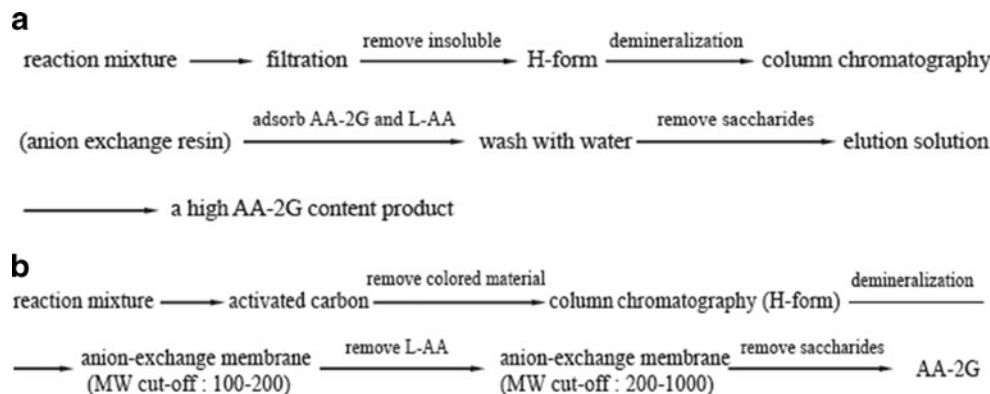 a
remove insoluble demineralization
reaction mixture filtration H-form column chromatography
adsorb AA-2G and L-AA remove saccharides
(anion exchange resin) wash with water elution solution
a high AA-2G content product
b
remove colored material demineralization
reaction mixture activated carbon column chromatography (H-form)
remove L-AA remove saccharides
anion-exchange membrane anion-exchange membrane AA-2G
(MW cut-off : 100-200) (MW cut-off : 200-1000)